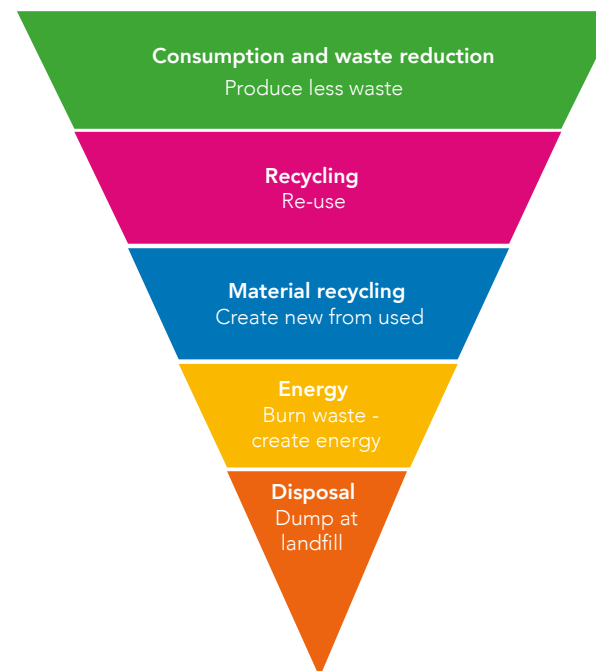 Consumption and waste reduction
Produce less waste
Recycling
Re-use
Material recycling
Create new from used
Energy
Burn waste -
create energy
Disposal
Dump at
landfill